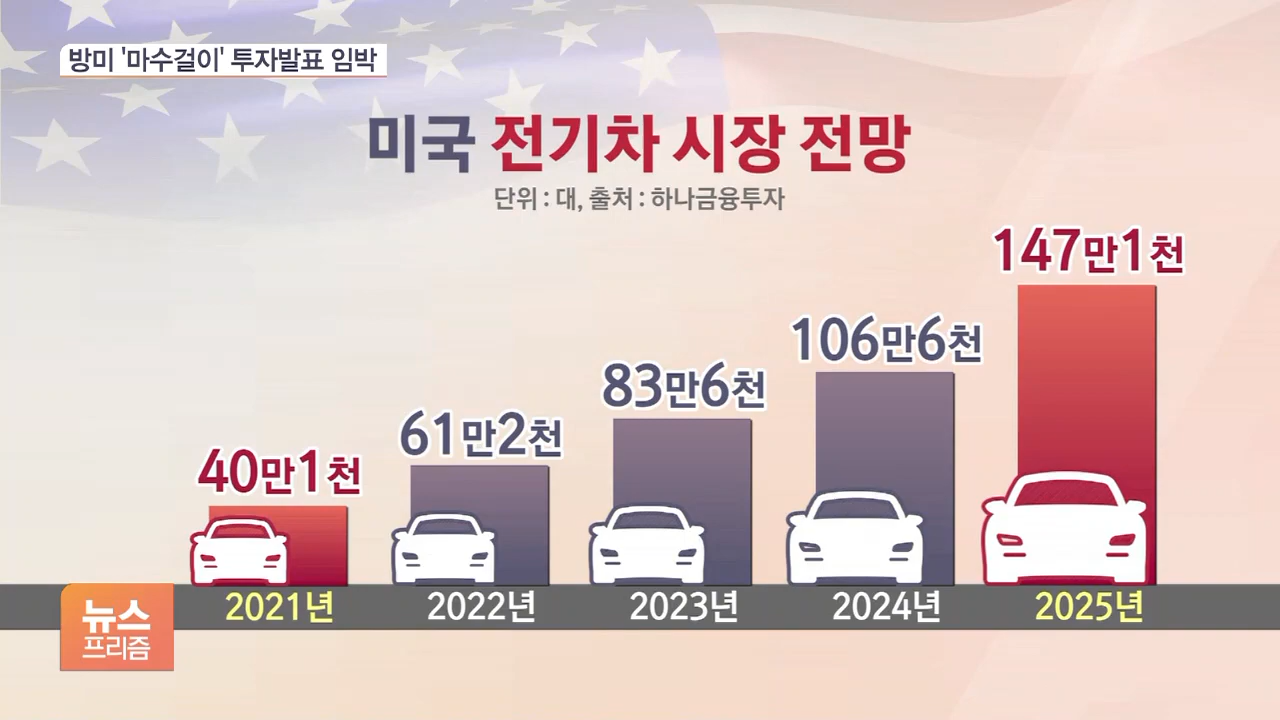 방미 '마수걸이' 투자발표 임박
미국 전기차 시장 전망
단위 : 대, 출처 : 하나금융투자
40만1천
61만2천
83만6천
106만6천
147만1천
2021년
2022년
2023년
2024년
2025년
뉴스
프리즘